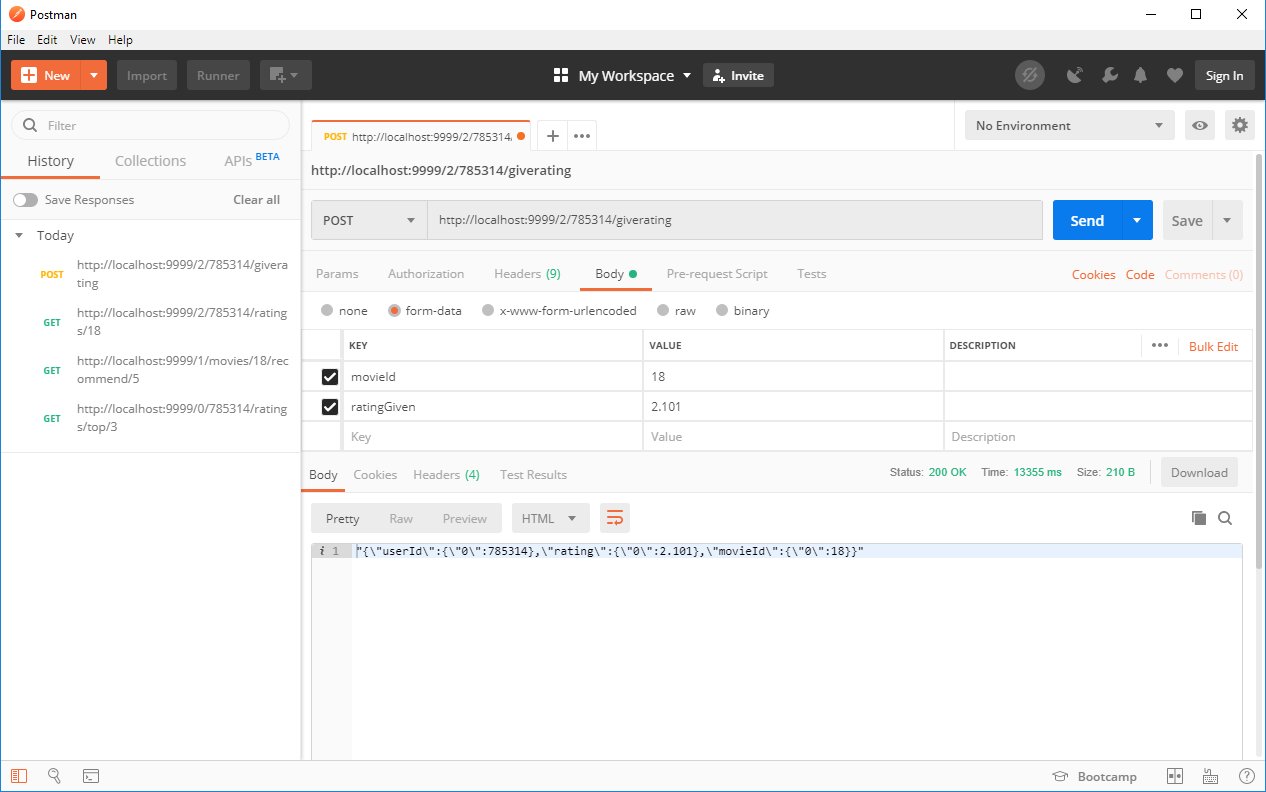 Postman
File Edit View Help
New Import Runner My Workspace Invite Sign In
Filter
History Collections APIs BETA
Save Responses Clear all
Today
POST http://localhost:9999/2/785314/givera
ting
GET http://localhost:9999/2/785314/rating
s/18
GET http://localhost:9999/1/movies/18/rec
ommend/5
GET http://localhost:9999/0/785314/rating
s/top/3
POST http://localhost:9999/2/785314, No Environment
http://localhost:9999/2/785314/giverating
POST http://localhost:9999/2/785314/giverating Send Save
Params Authorization Headers (9) Body Pre-request Script Tests Cookies Code Comments (0)
none form-data x-www-form-urlencoded raw binary
KEY VALUE DESCRIPTION Bulk Edit
movieId 18
ratingGiven 2.101
Key Value Description
Body Cookies Headers (4) Test Results Status: 200 OK Time: 13355 ms Size: 210 B Download
Pretty Raw Preview HTML
i 1 "{\"userId\":{\"0\":785314},\"rating\":{\"0\":2.101},\"movieId\":{\"0\":18}}"
Bootcamp